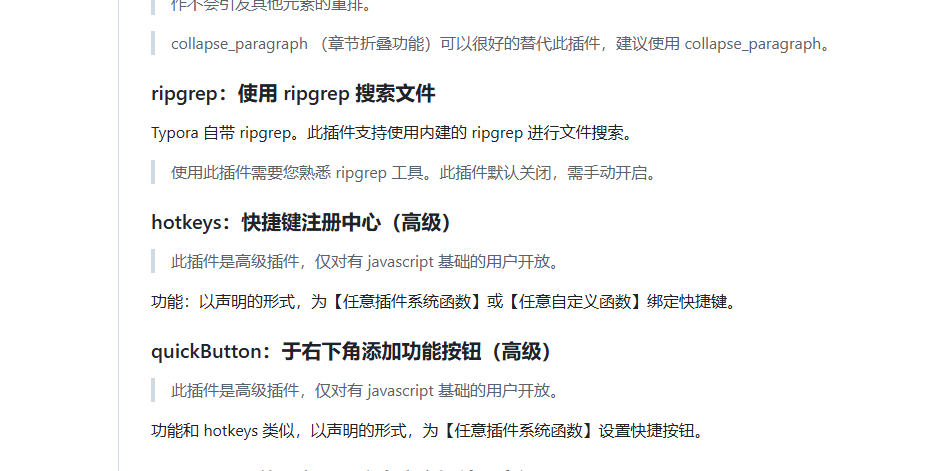 作不会引发其他元素的重排。
collapse_paragraph （章节折叠功能）可以很好的替代此插件，建议使用 collapse_paragraph。
ripgrep：使用 ripgrep 搜索文件
Typora 自带 ripgrep。此插件支持使用内建的 ripgrep 进行文件搜索。
使用此插件需要您熟悉 ripgrep 工具。此插件默认关闭，需手动开启。
hotkeys：快捷键注册中心（高级）
此插件是高级插件，仅对有 javascript 基础的用户开放。
功能：以声明的形式，为【任意插件系统函数】或【任意自定义函数】绑定快捷键。
quickButton：于右下角添加功能按钮（高级）
此插件是高级插件，仅对有 javascript 基础的用户开放。
功能和 hotkeys 类似，以声明的形式，为【任意插件系统函数】设置快捷按钮。